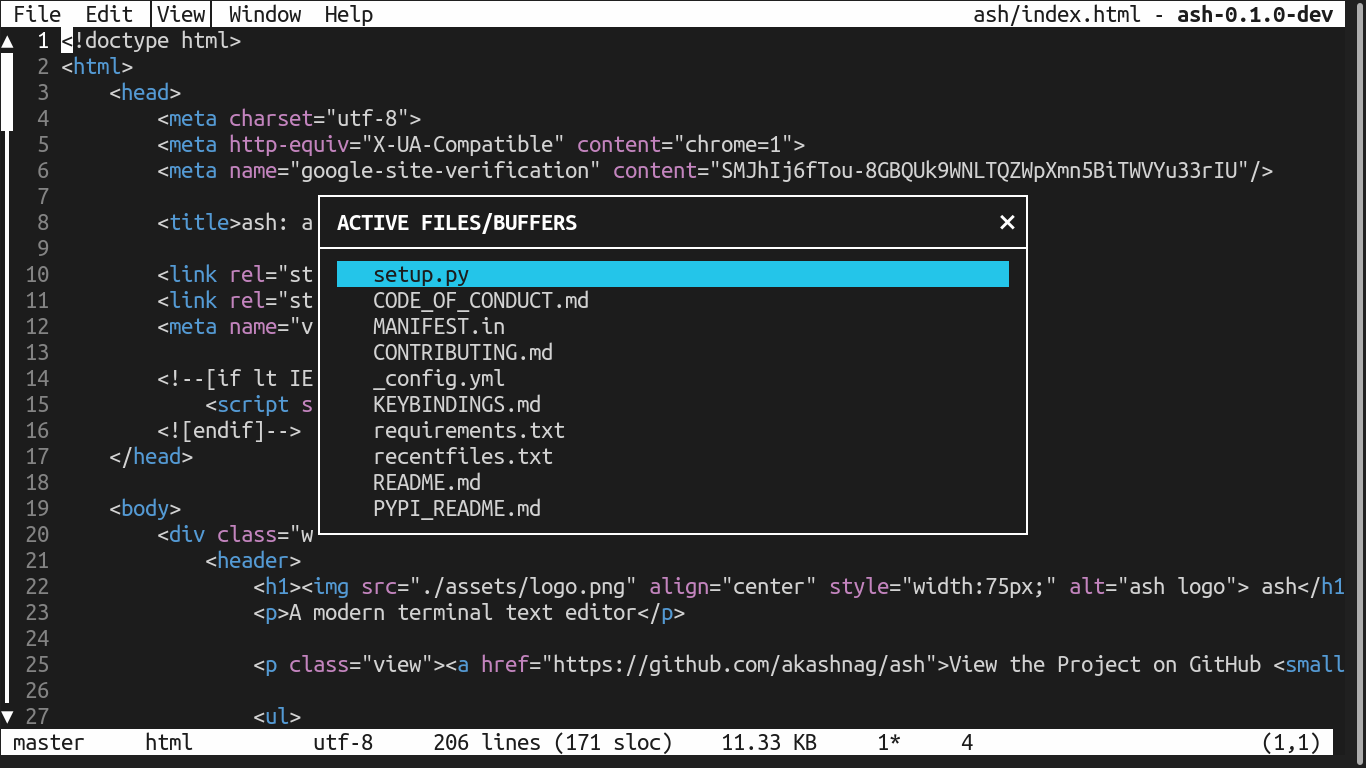 File Edit View Window Help ash/index.html - ash-0.1.0-dev
▲ 1 <!doctype html>
2 <html>
3 <head>
4 <meta charset="utf-8">
5 <meta http-equiv="X-UA-Compatible" content="chrome=1">
6 <meta name="google-site-verification" content="SMJhIj6fTou-8GBQUk9WNLTQZWpXmn5BiTWVYu33rIU"/>
7
8 <title>ash: a
9
10 <link rel="st
11 <link rel="st
12 <meta name="v
13
14 <!--[if lt IE
15 <script s
16 <![endif]-->
17 </head>
18
19 <body>
20 <div class="w
21 <header>
22 <h1><img src="./assets/logo.png" align="center" style="width:75px;" alt="ash logo"> ash</h1
23 <p>A modern terminal text editor</p>
24
25 <p class="view"><a href="https://github.com/akashnag/ash">View the Project on GitHub <small
26
▼ 27 <ul>
ACTIVE FILES/BUFFERS ×
setup.py
CODE_OF_CONDUCT.md
MANIFEST.in
CONTRIBUTING.md
_config.yml
KEYBINDINGS.md
requirements.txt
recentfiles.txt
README.md
PYPI_README.md
master html utf-8 206 lines (171 sloc) 11.33 KB 1* 4 (1,1)